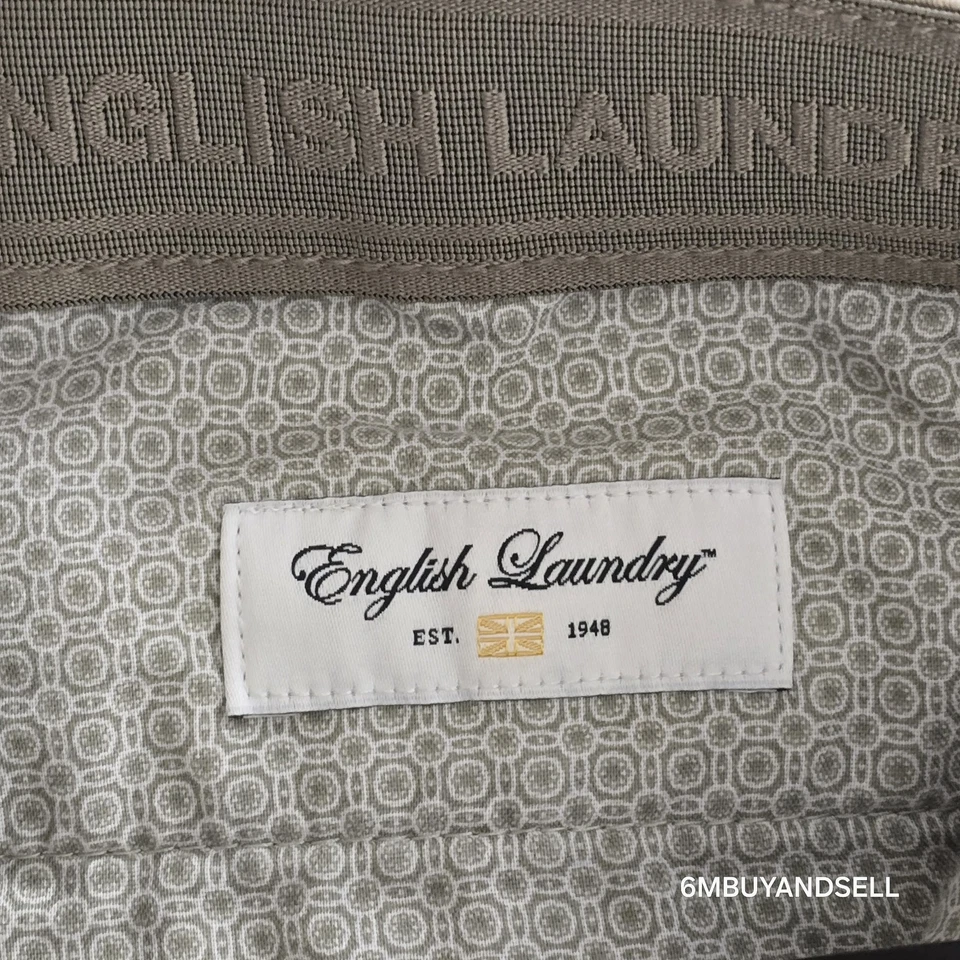 NGLISH LAUNDR
English Laundry™
EST. 1948
6MBUYANDSELL